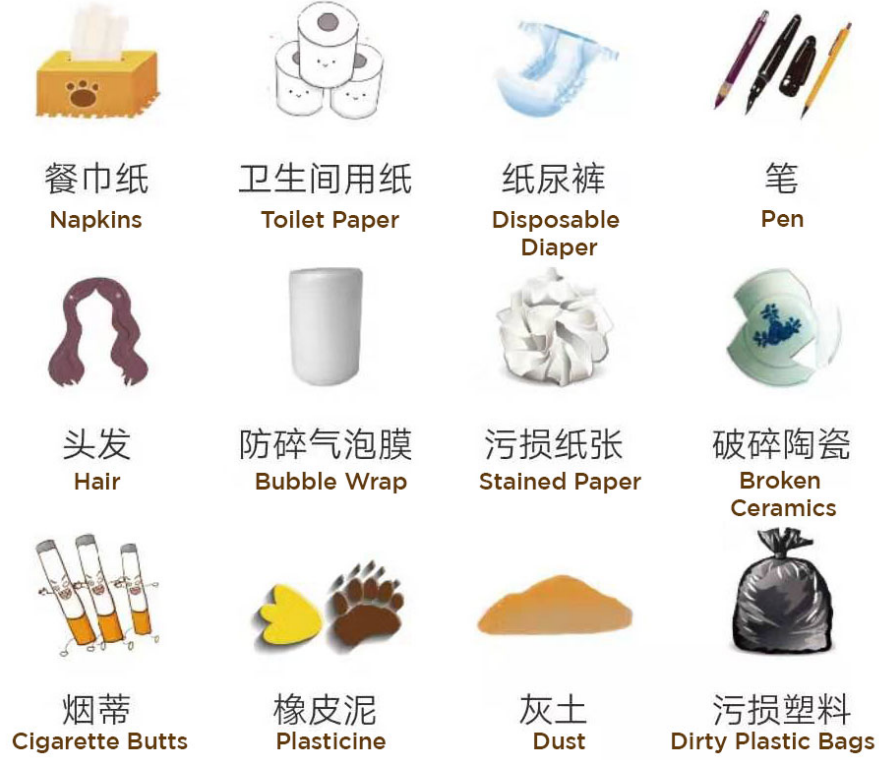 餐巾纸 卫生间用纸 纸尿裤 笔
Napkins Toilet Paper Disposable Pen
Diaper
头发 防碎气泡膜 污损纸张 破碎陶瓷
Hair Bubble Wrap Stained Paper Broken
Ceramics
烟蒂 橡皮泥 灰土 污损塑料
Cigarette Butts Plasticine Dust Dirty Plastic Bags